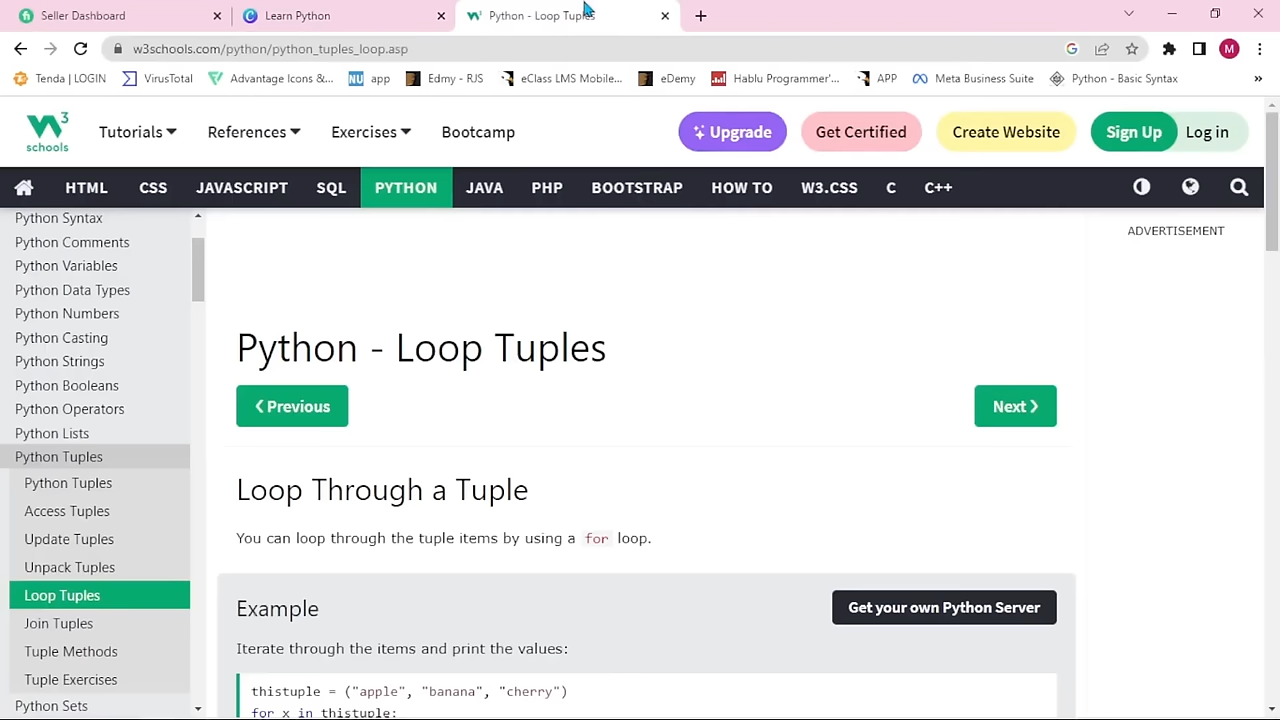 Seller Dashboard
Learn Python
Python - Loop Tuples
w3schools.com/python/python_tuples_loop.asp
M
Tenda | LOGIN
VirusTotal
Advantage Icons &...
NU app
Edmy - RJS
eClass LMS Mobile...
eDemy
Hablu Programmer'...
APP
Meta Business Suite
Python - Basic Syntax
»
W3 schools
Tutorials
References
Exercises
Bootcamp
Upgrade
Get Certified
Create Website
Sign Up
Log in
HTML
CSS
JAVASCRIPT
SQL
PYTHON
JAVA
PHP
BOOTSTRAP
HOW TO
W3.CSS
C
C++
Python Syntax
Python Comments
Python Variables
Python Data Types
Python Numbers
Python Casting
Python Strings
Python Booleans
Python Operators
Python Lists
Python Tuples
Python Tuples
Access Tuples
Update Tuples
Unpack Tuples
Loop Tuples
Join Tuples
Tuple Methods
Tuple Exercises
Python Sets
ADVERTISEMENT
Python - Loop Tuples
❮ Previous
Next ❯
Loop Through a Tuple
You can loop through the tuple items by using a for loop.
Example
Get your own Python Server
Iterate through the items and print the values:
thistuple = ("apple", "banana", "cherry")
for x in thistuple: